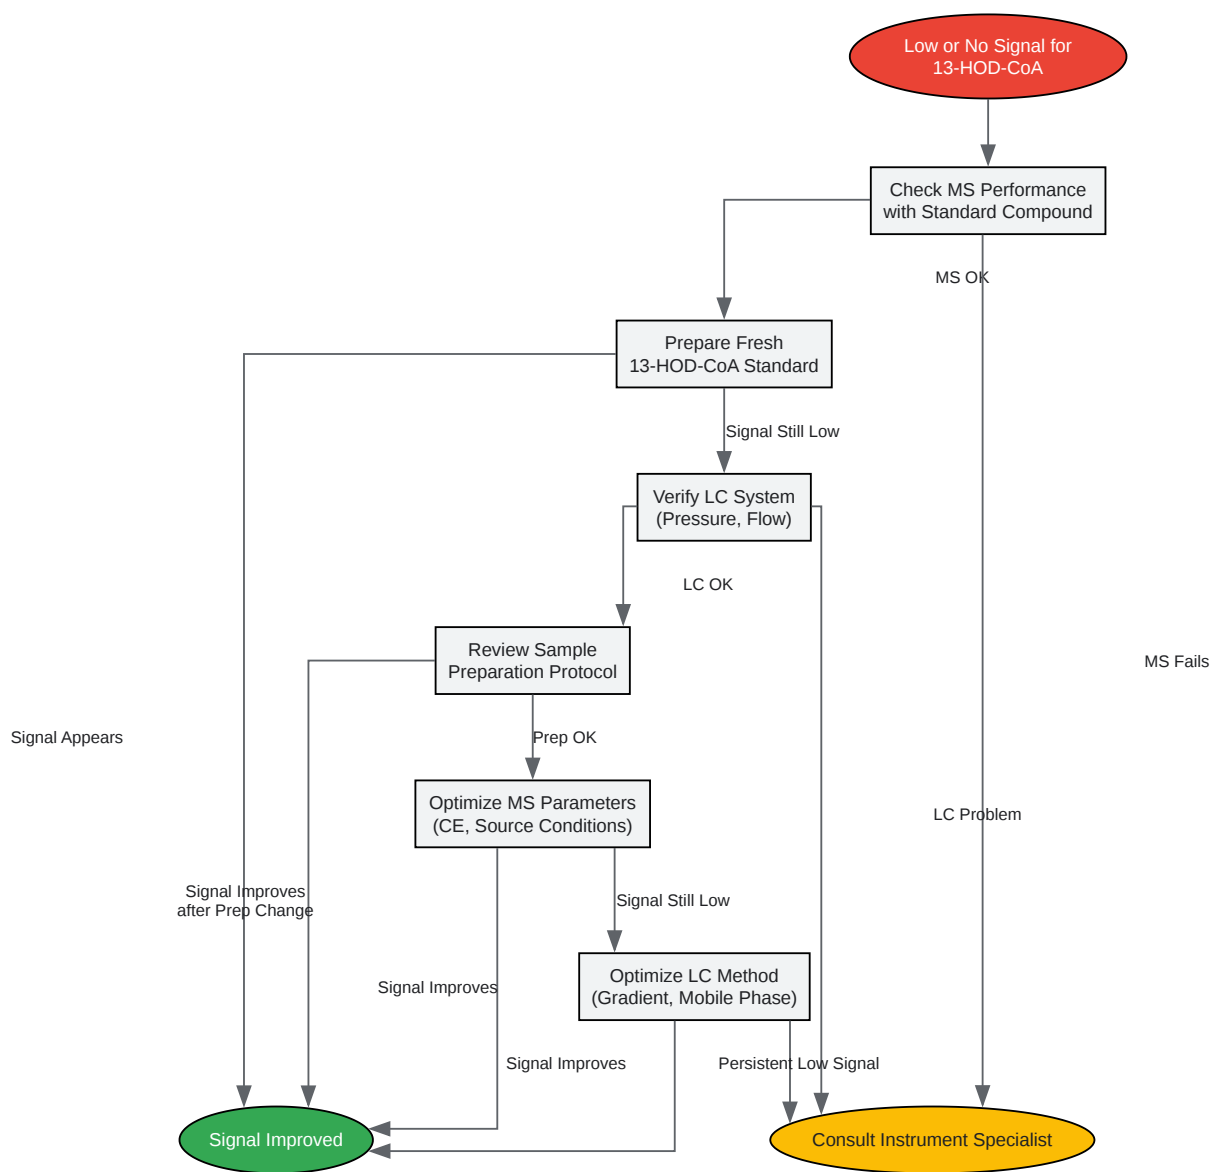 Low or No Signal for
13-HOD-CoA
Check MS Performance
with Standard Compound
MS OK
Prepare Fresh
13-HOD-CoA Standard
Signal Still Low
Verify LC System
(Pressure, Flow)
LC OK
Review Sample
Preparation Protocol
MS Fails
Signal Appears
Prep OK
Optimize MS Parameters
(CE, Source Conditions)
LC Problem
Signal Improves
after Prep Change
Signal Still Low
Optimize LC Method
(Gradient, Mobile Phase)
Signal Improves
Signal Improves
Persistent Low Signal
Signal Improved
Consult Instrument Specialist